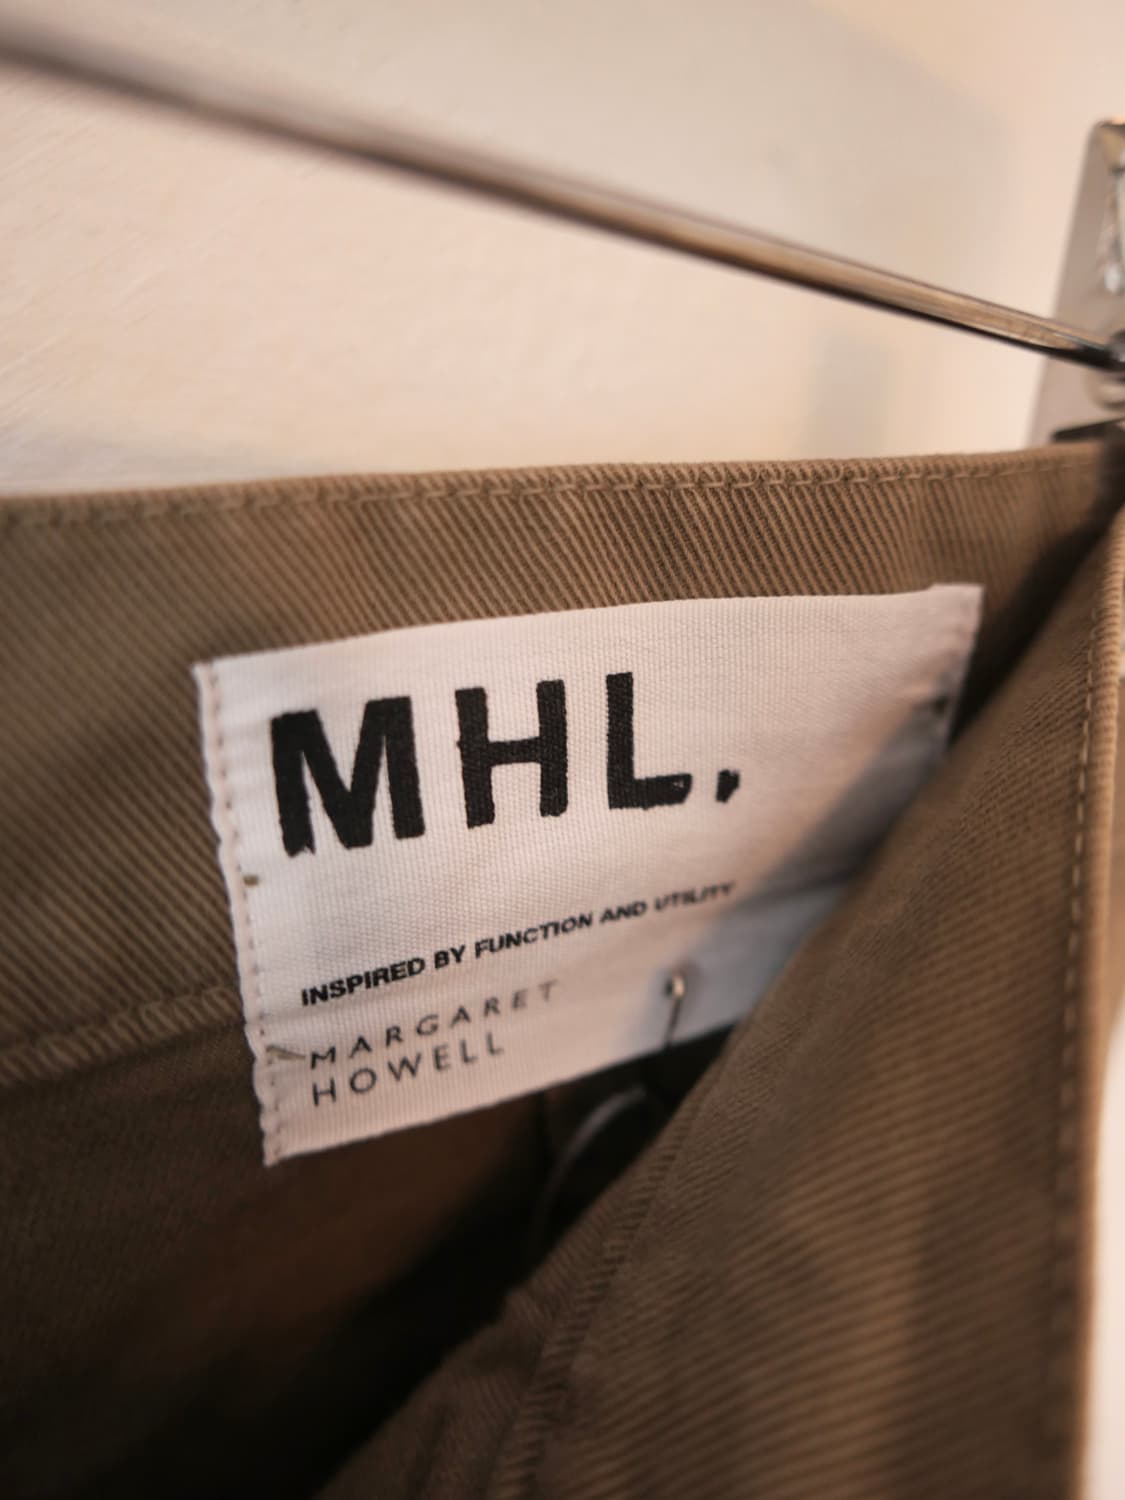 MHL.
INSPIRED BY FUNCTION AND UTILITY
MARGARET
HOWELL